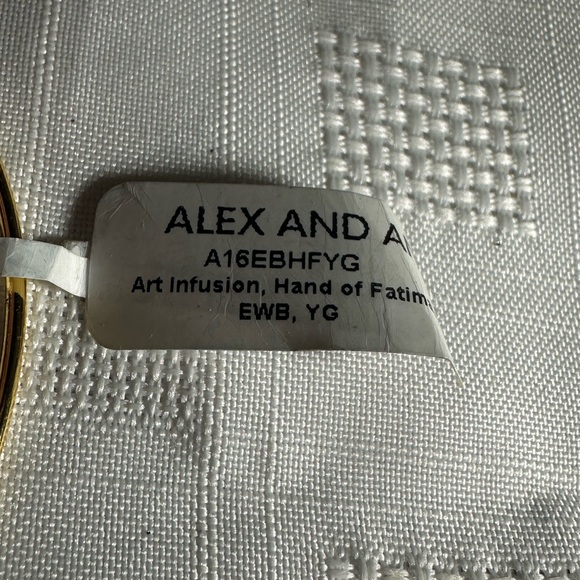 ALEX AND
A16EBHFYG
Art Infusion, Hand of Fatim
EWB, YG